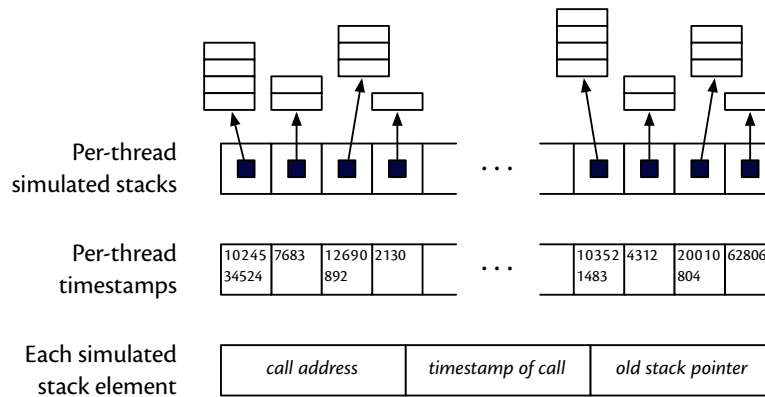 Per-thread
simulated stacks
. . .
Per-thread
timestamps
10245
34524
7683
12690
892
2130
. . .
10352
1483
4312
20010
804
62806
Each simulated
stack element
call address
timestamp of call
old stack pointer